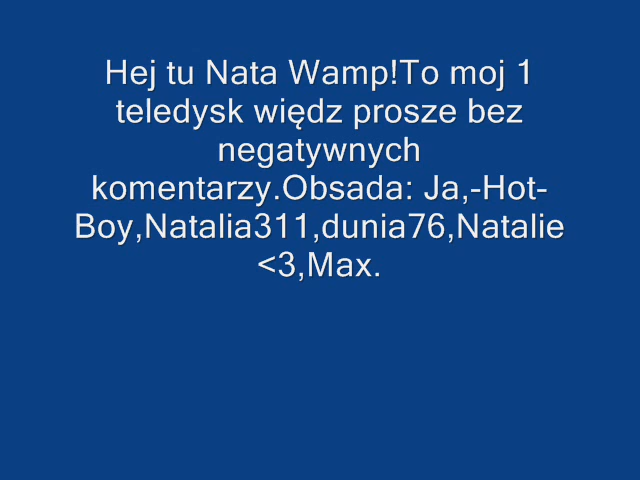 Hej tu Nata Wamp!To moj 1
teledysk więdz prosze bez
negatywnych
komentarzy.Obsada: Ja,-Hot-
Boy,Natalia311,dunia76,Natalie
<3,Max.